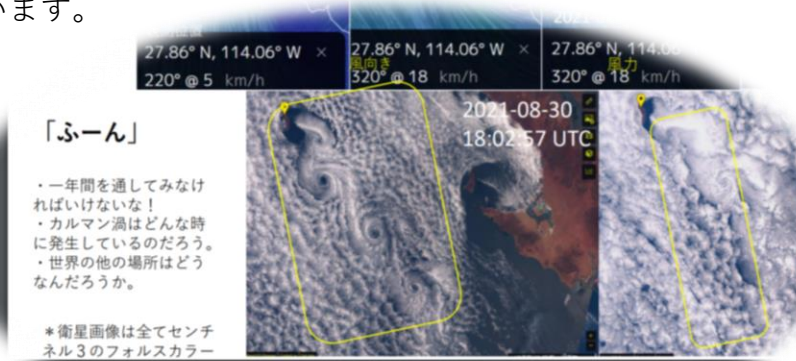 います。
27.86° N, 114.06° W ×
220° @ 5 km/h
27.86° N, 114.06° W ×
風向き
320° @ 18 km/h
27.86° N, 114.06
風力
320° @ 18 km/h
2021-08-30
18:02:57 UTC
「ふーん」
・一年間を通してみなけ
ればいけないな！
・カルマン渦はどんな時
に発生しているのだろう。
・世界の他の場所はどう
なんだろうか。
＊衛星画像は全てセンチ
ネル３のフォルスカラー